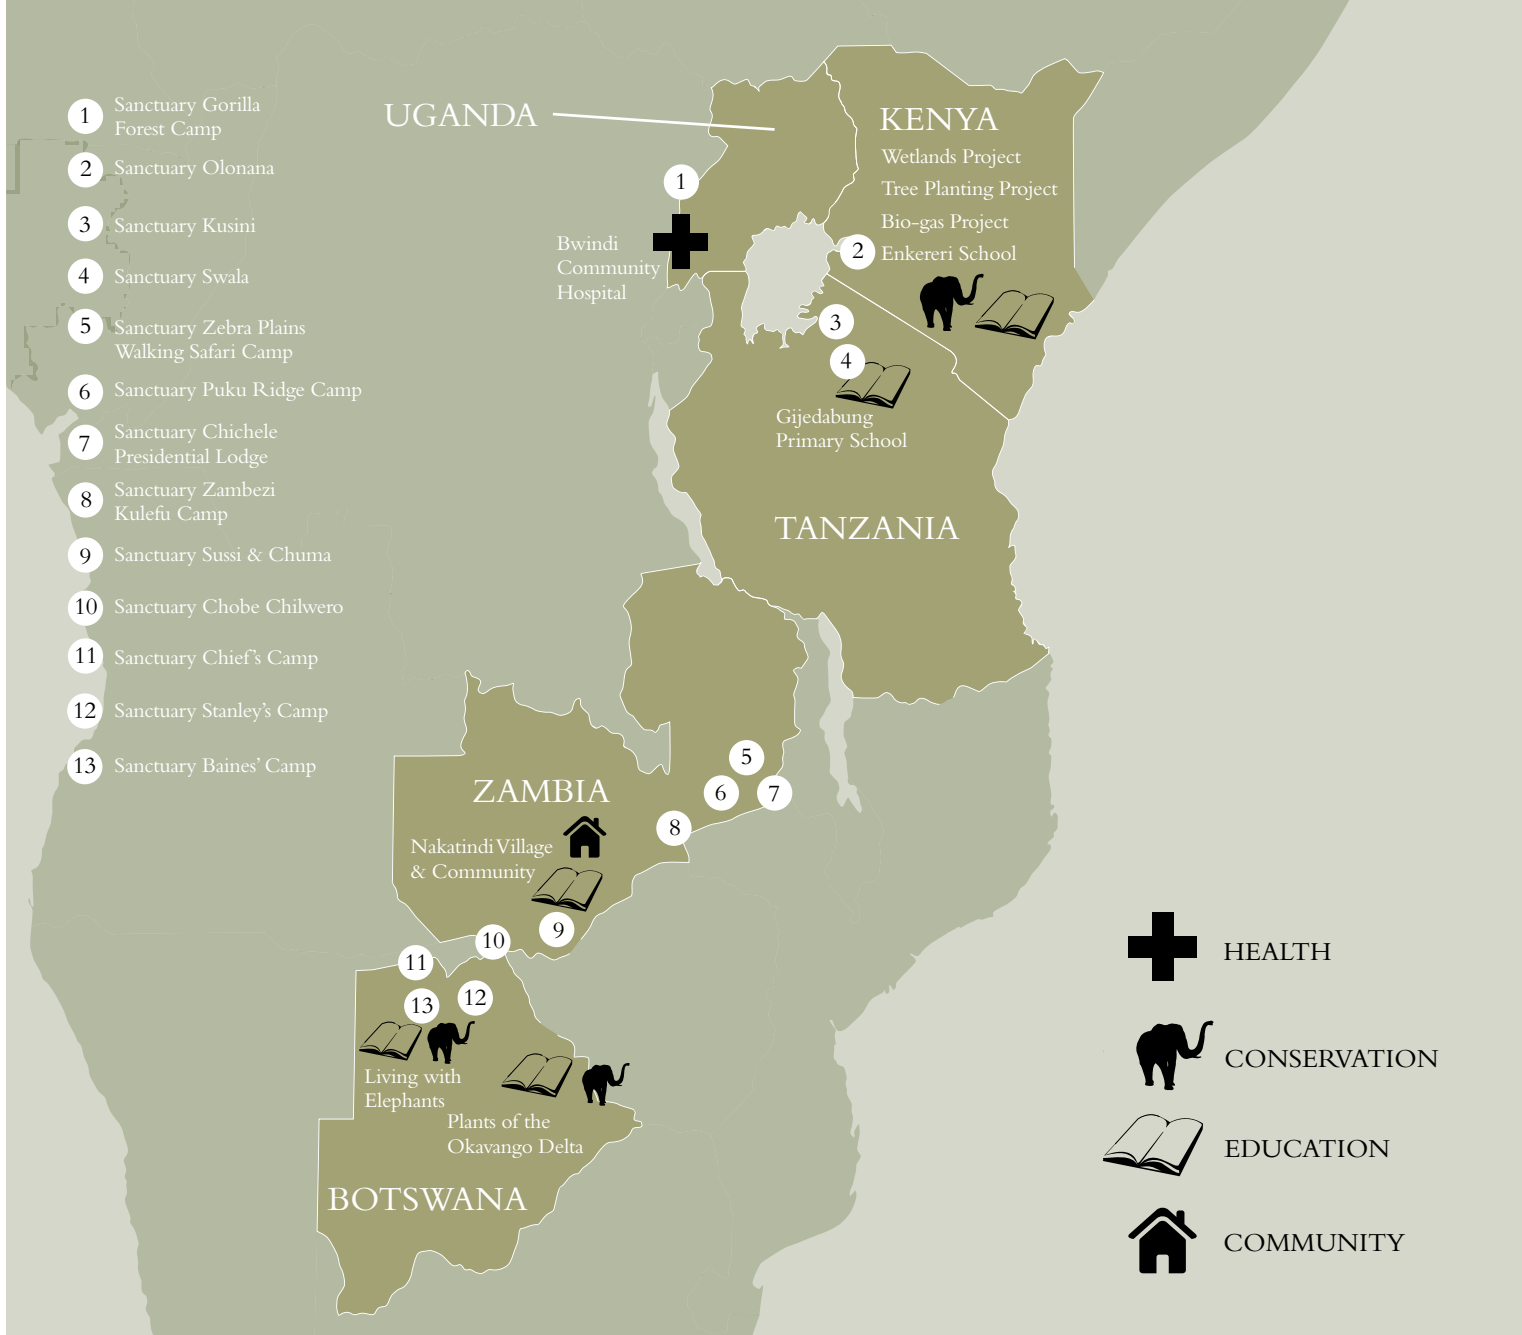 1
Sanctuary Gorilla
Forest Camp
2
Sanctuary Olonana
3
Sanctuary Kusini
4
Sanctuary Swala
5
Sanctuary Zebra Plains
Walking Safari Camp
6
Sanctuary Puku Ridge Camp
7
Sanctuary Chichele
Presidential Lodge
8
Sanctuary Zambezi
Kulefu Camp
9
Sanctuary Sussi & Chuma
10
Sanctuary Chobe Chilwero
11
Sanctuary Chief's Camp
12
Sanctuary Stanley's Camp
13
Sanctuary Baines' Camp
UGANDA
1
Bwindi
Community
Hospital
KENYA
Wetlands Project
Tree Planting Project
Bio-gas Project
2
Enkereri School
3
4
Gijedabung
Primary School
TANZANIA
5
6
7
8
ZAMBIA
Nakatindi Village
& Community
9
10
11
12
13
Living with
Elephants
Plants of the
Okavango Delta
BOTSWANA
HEALTH
CONSERVATION
EDUCATION
COMMUNITY